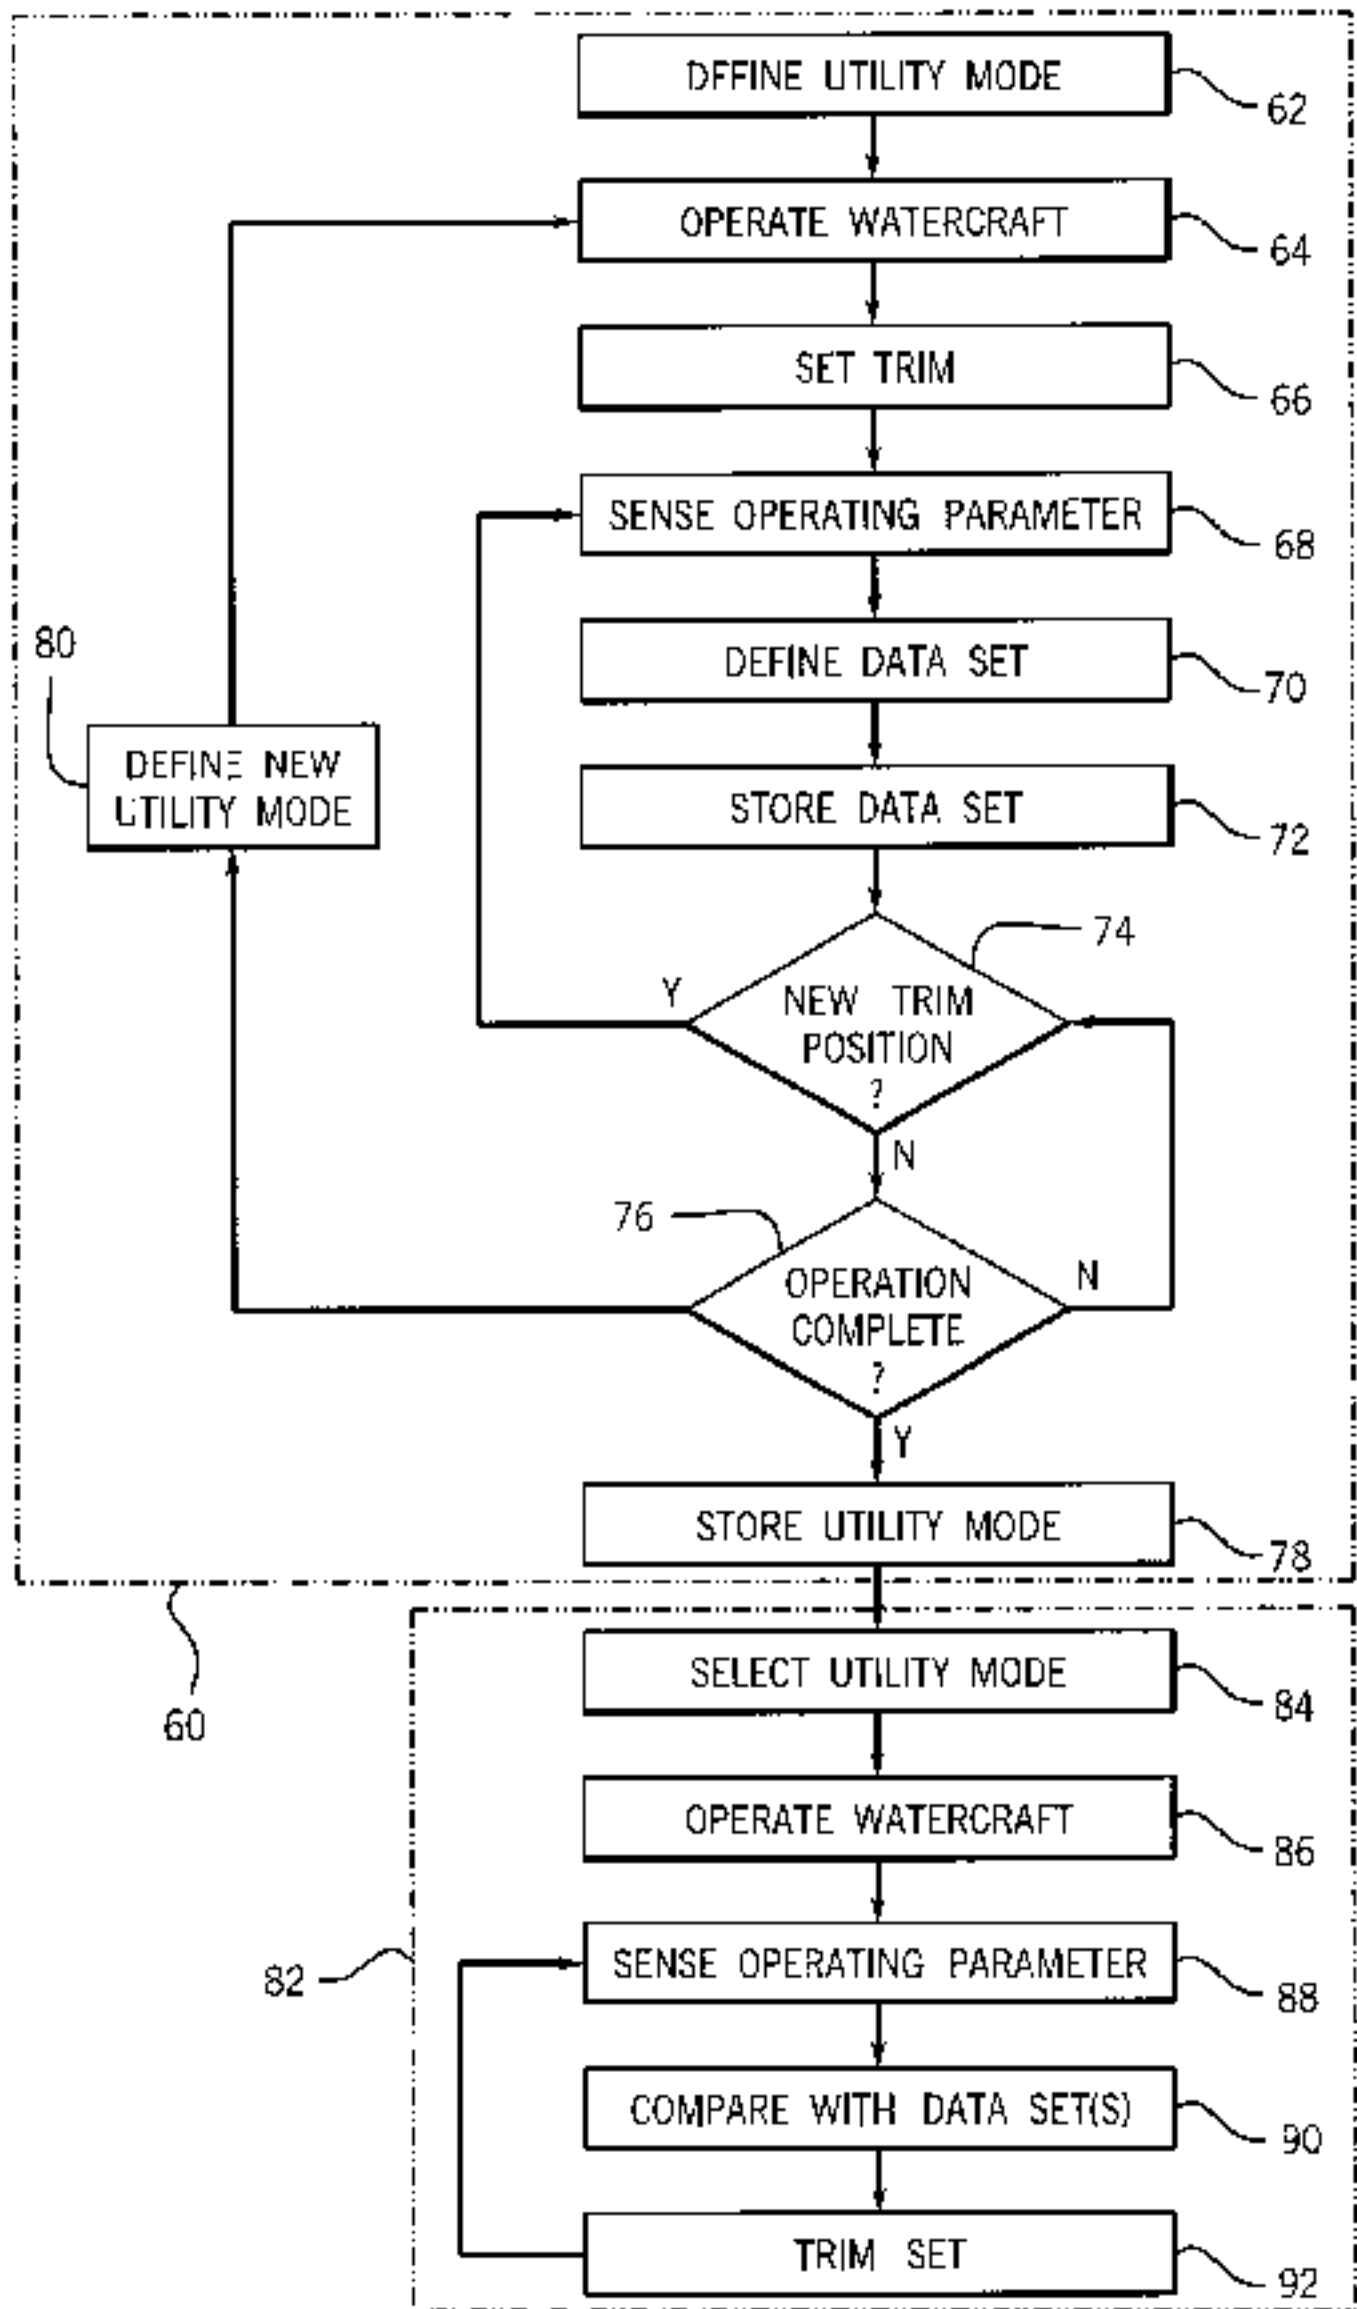 DFFINE UTILITY MODE
62
OPERATE WATERCRAFT
64
SET TRIM
66
SENSE OPERATING PARAMETER
68
DEFINE DATA SET
70
80
DEFINE NEW
UTILITY MODE
STORE DATA SET
72
74
Y
NEW TRIM
POSITION
?
N
76
OPERATION
COMPLETE
?
N
Y
STORE UTILITY MODE
78
60
SELECT UTILITY MODE
84
OPERATE WATERCRAFT
86
82
SENSE OPERATING PARAMETER
88
COMPARE WITH DATA SET(S)
90
TRIM SET
92